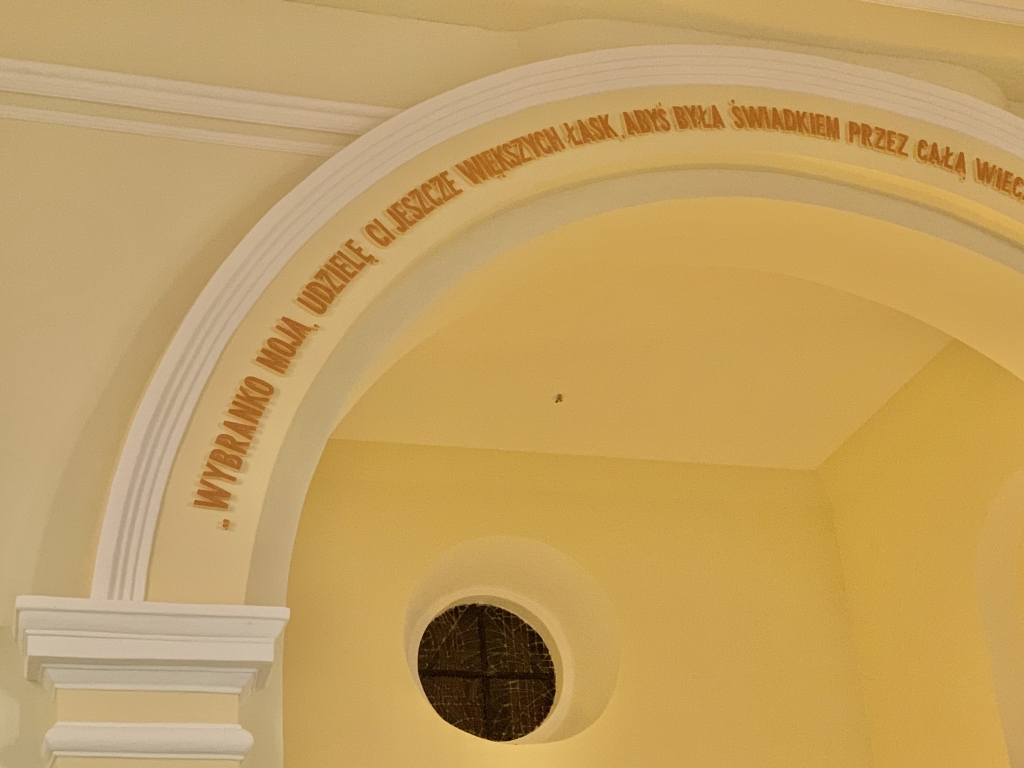 „WYBRANKO MOJA, UDZIELĘ CI JESZCZE WIĘKSZYCH ŁASK, ABYŚ BYŁA ŚWIADKIEM PRZEZ CAŁĄ